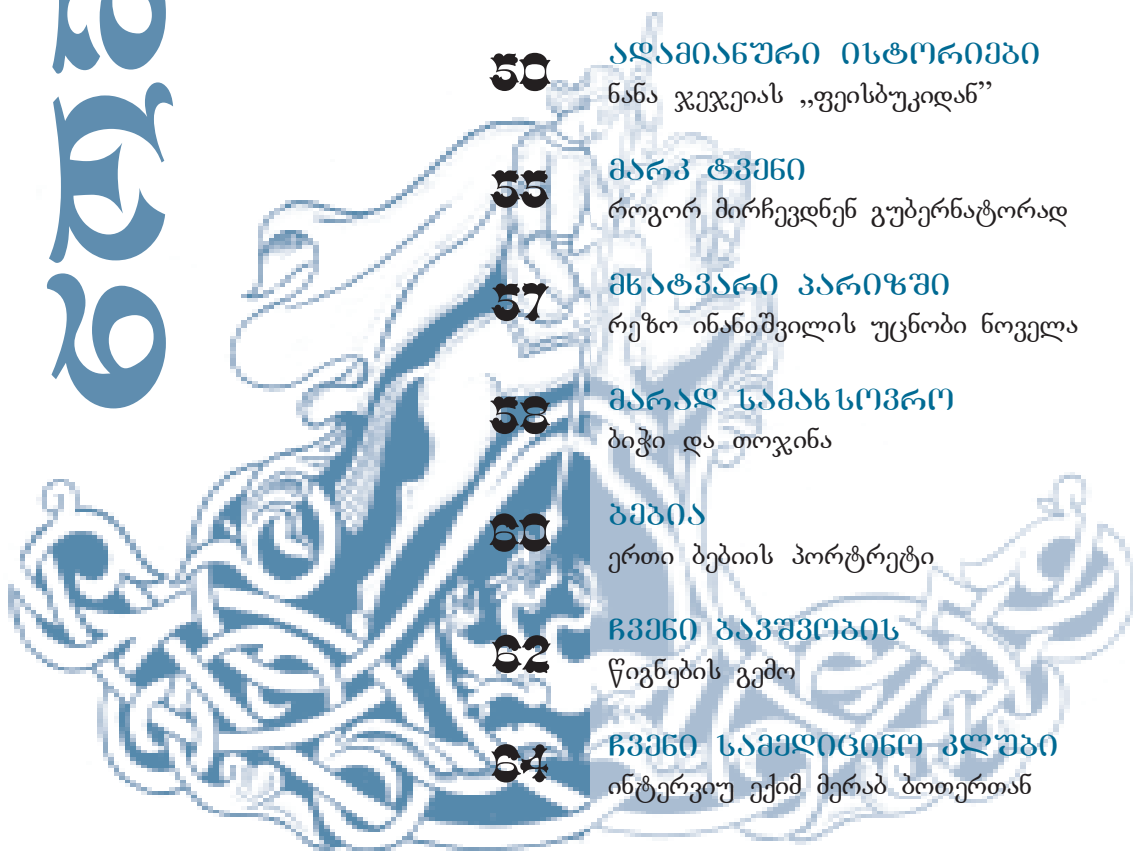 50
ადამიანური ისტორიები
ნანა ჯეჯეიას ,,ფეისბუკიდან”
55
მარკ ტვენი
როგორ მირჩევდნენ გუბერნატორად
57
მხატვარი პარიზში
რეზო ინანიშვილის უცნობი ნოველა
58
მარად სამახსოვრო
ბიჭი და თოჯინა
60
ბებია
ერთი ბებიის პორტრეტი
62
ჩვენი ბავშვობის
წიგნების გემო
64
ჩვენი სამედიცინო კლუბი
ინტერვიუ ექიმ მერაბ ბოთერთან